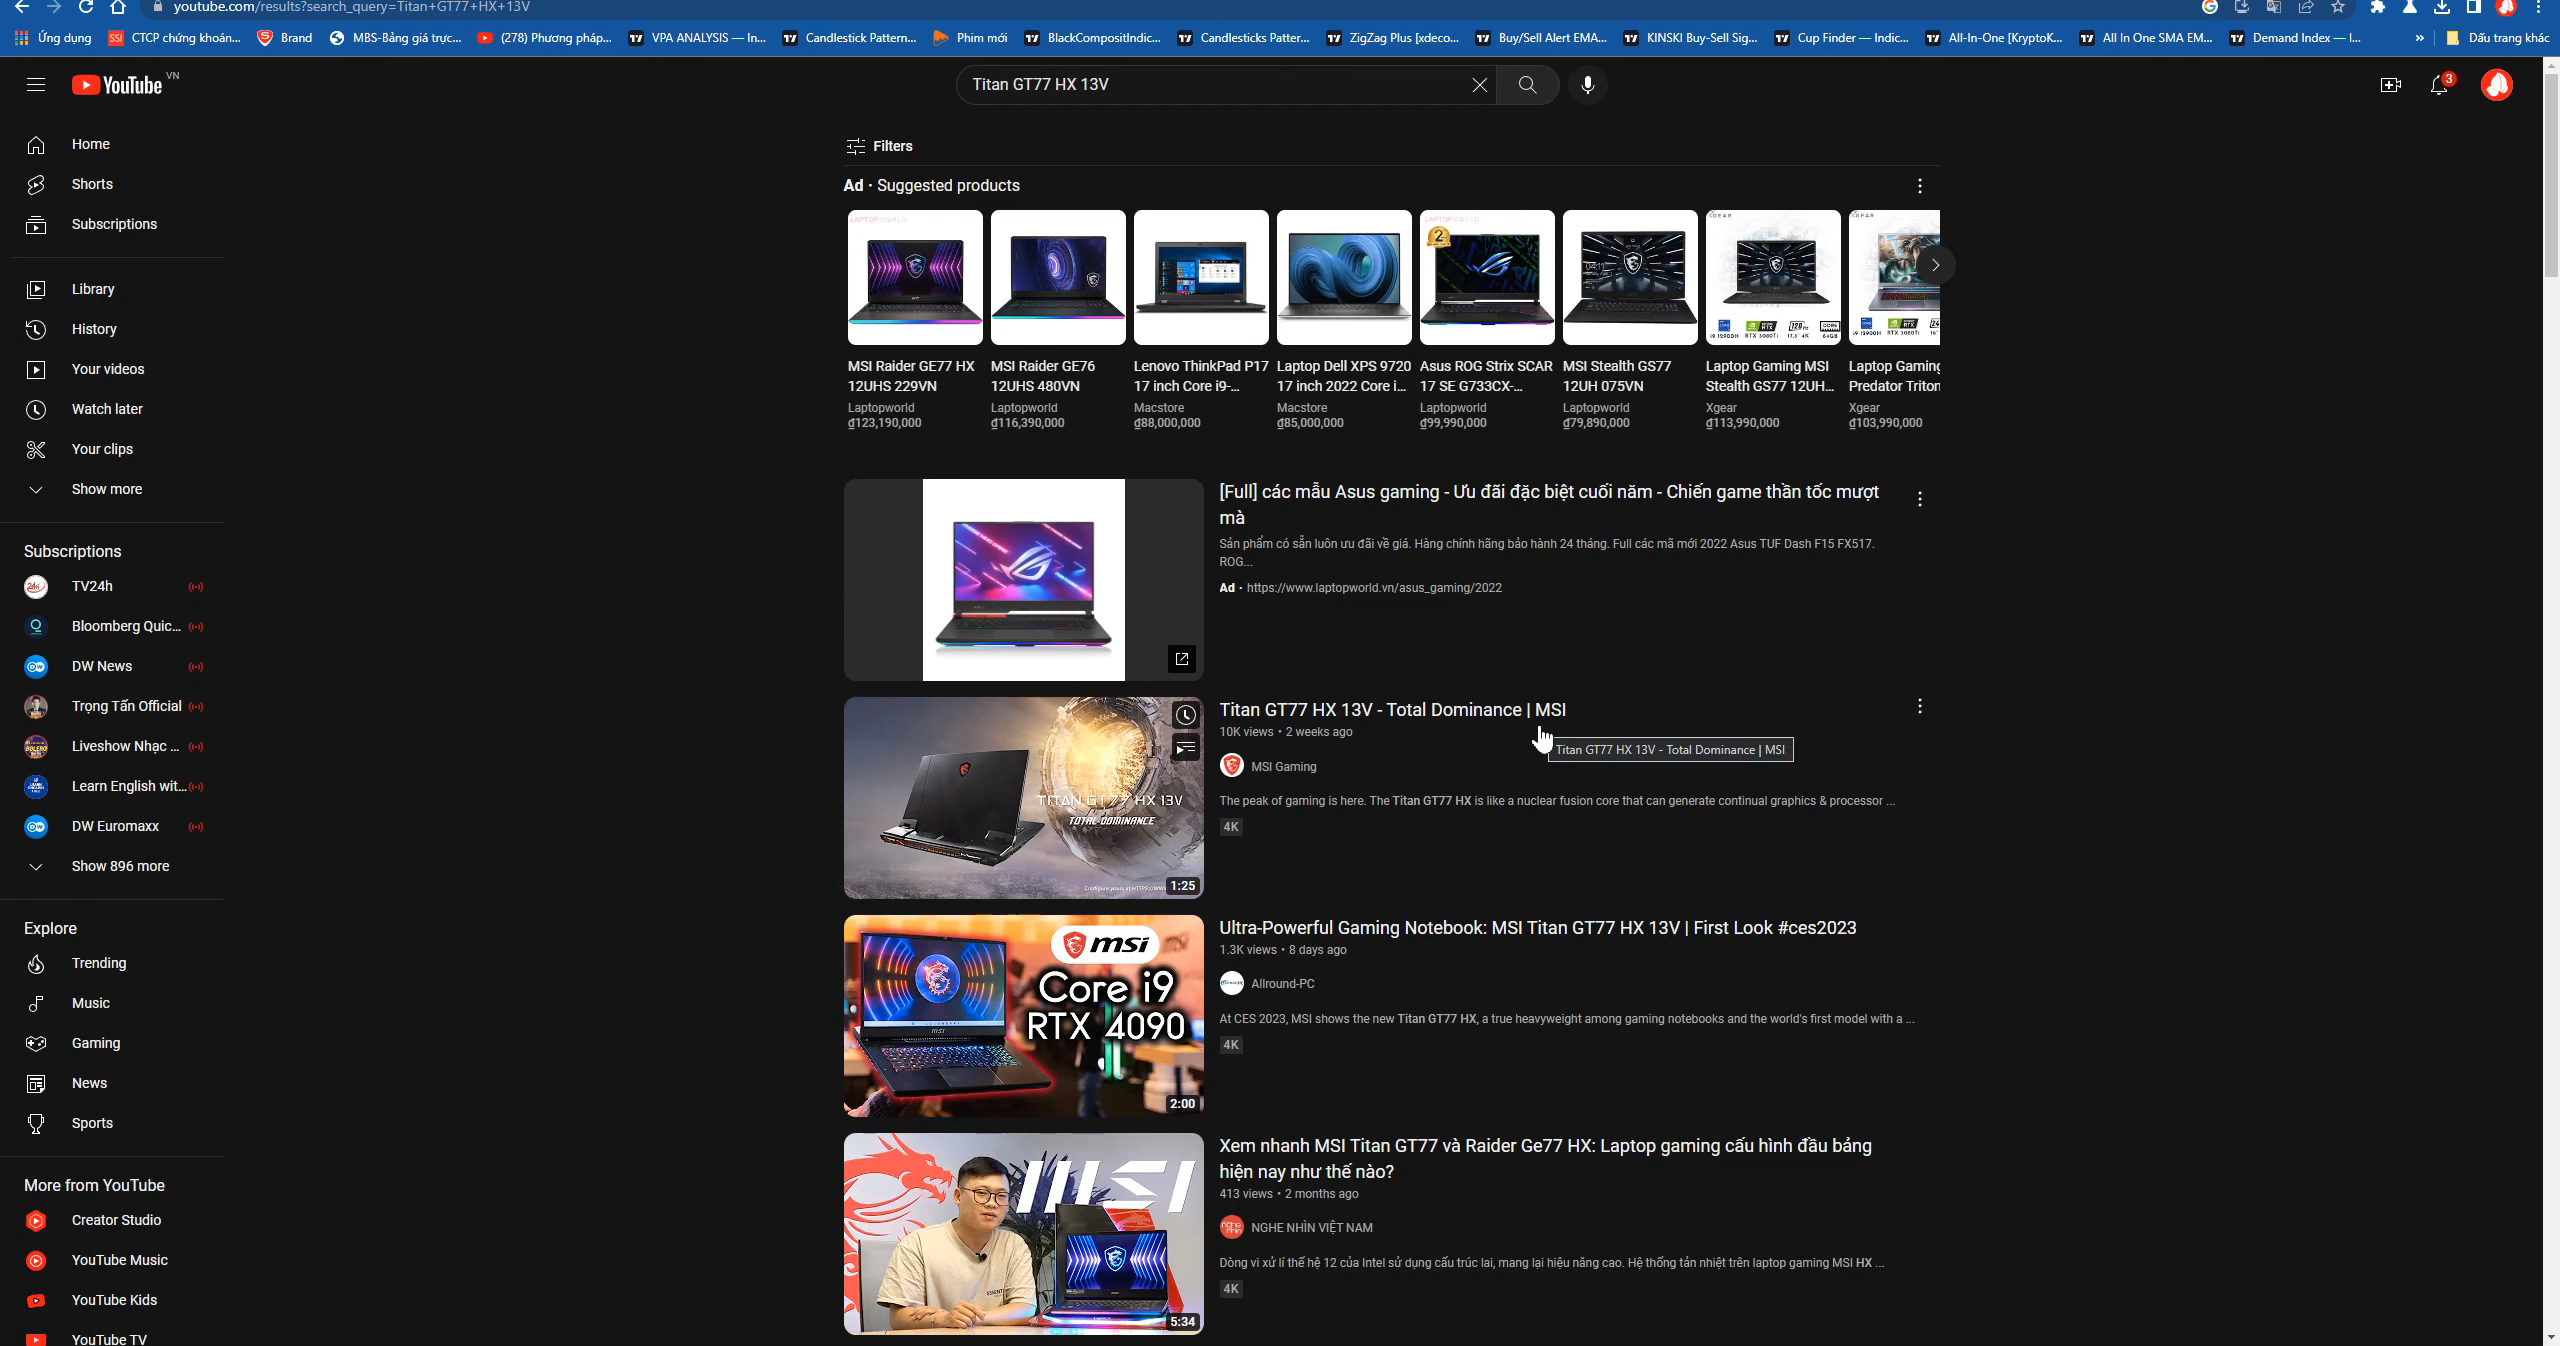 youtube.com/results?search_query=Titan+GT77+HX+13V
Ứng dụng
SSI CTCP chứng khoán...
Brand
MBS-Bảng giá trực...
(278) Phương pháp...
VPA ANALYSIS — In...
Candlestick Pattern...
Phim mới
BlackCompositIndic...
Candlesticks Patter...
ZigZag Plus [xdeco...
Buy/Sell Alert EMA...
KINSKI Buy-Sell Sig...
Cup Finder — Indic...
All-In-One [KryptoK...
All In One SMA EM...
Demand Index — I...
»
Dấu trang khác
YouTube VN
Titan GT77 HX 13V
3
Home
Shorts
Subscriptions
Library
History
Your videos
Watch later
Your clips
Show more
Subscriptions
TV24h
Bloomberg Quic...
DW News
Trọng Tấn Official
Liveshow Nhạc ...
Learn English wit...
DW Euromaxx
Show 896 more
Explore
Trending
Music
Gaming
News
Sports
More from YouTube
Creator Studio
YouTube Music
YouTube Kids
YouTube TV
Filters
Ad · Suggested products
MSI Raider GE77 HX
12UHS 229VN
Laptopworld
₫123,190,000
MSI Raider GE76
12UHS 480VN
Laptopworld
₫116,390,000
Lenovo ThinkPad P17
17 inch Core i9-...
Macstore
₫88,000,000
Laptop Dell XPS 9720
17 inch 2022 Core i...
Macstore
₫85,000,000
Asus ROG Strix SCAR
17 SE G733CX-...
Laptopworld
₫99,990,000
MSI Stealth GS77
12UH 075VN
Laptopworld
₫79,890,000
Laptop Gaming MSI
Stealth GS77 12UH...
Xgear
₫113,990,000
Laptop Gaming
Predator Triton
Xgear
₫103,990,000
[Full] các mẫu Asus gaming - Ưu đãi đặc biệt cuối năm - Chiến game thần tốc mượt
mà
Sản phẩm có sẵn luôn ưu đãi về giá. Hàng chính hãng bảo hành 24 tháng. Full các mã mới 2022 Asus TUF Dash F15 FX517.
ROG...
Ad · https://www.laptopworld.vn/asus_gaming/2022
TITAN GT77 HX 13V
TOTAL DOMINANCE
1:25
Titan GT77 HX 13V - Total Dominance | MSI
10K views • 2 weeks ago
Titan GT77 HX 13V - Total Dominance | MSI
MSI Gaming
The peak of gaming is here. The Titan GT77 HX is like a nuclear fusion core that can generate continual graphics & processor ...
4K
msi
Core i9
RTX 4090
2:00
Ultra-Powerful Gaming Notebook: MSI Titan GT77 HX 13V | First Look #ces2023
1.3K views • 8 days ago
Allround-PC
At CES 2023, MSI shows the new Titan GT77 HX, a true heavyweight among gaming notebooks and the world's first model with a ...
4K
MSI
5:34
Xem nhanh MSI Titan GT77 và Raider Ge77 HX: Laptop gaming cấu hình đầu bảng
hiện nay như thế nào?
413 views • 2 months ago
NGHE NHÌN VIỆT NAM
Dòng vi xử lí thế hệ 12 của Intel sử dụng cấu trúc lai, mang lại hiệu năng cao. Hệ thống tản nhiệt trên laptop gaming MSI HX ...
4K